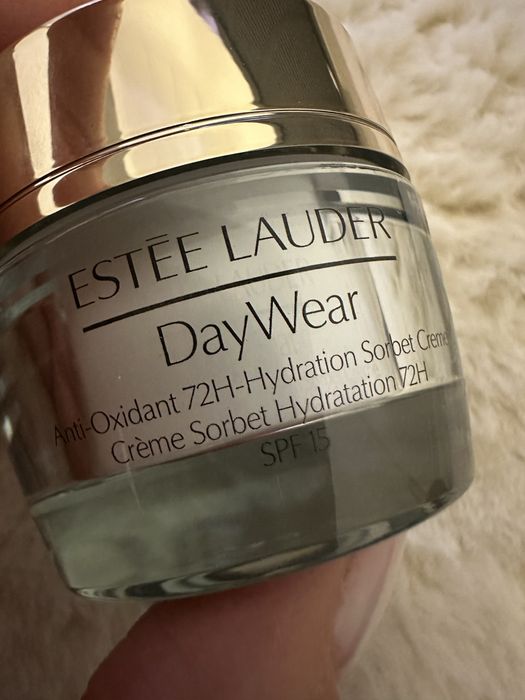 ESTĒE LAUDER
DayWear
Anti-Oxidant 72H-Hydration Sorbet Creme
Crème Sorbet Hydratation 72H
SPF 15